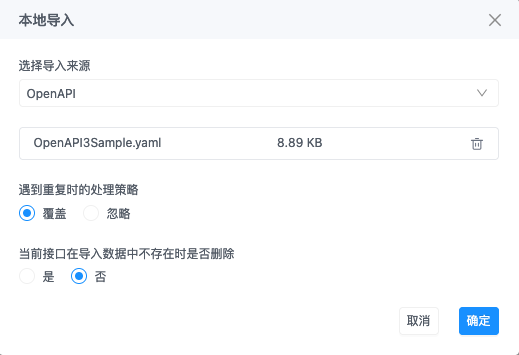 本地导入
选择导入来源
OpenAPI
OpenAPI3Sample.yaml 8.89 KB
遇到重复时的处理策略
覆盖 忽略
当前接口在导入数据中不存在时是否删除
是 否
取消 确定